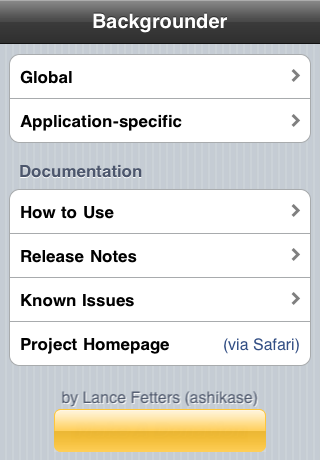 Backgrounder
Global
Application-specific
Documentation
How to Use
Release Notes
Known Issues
Project Homepage (via Safari)
by Lance Fetters (ashikase)